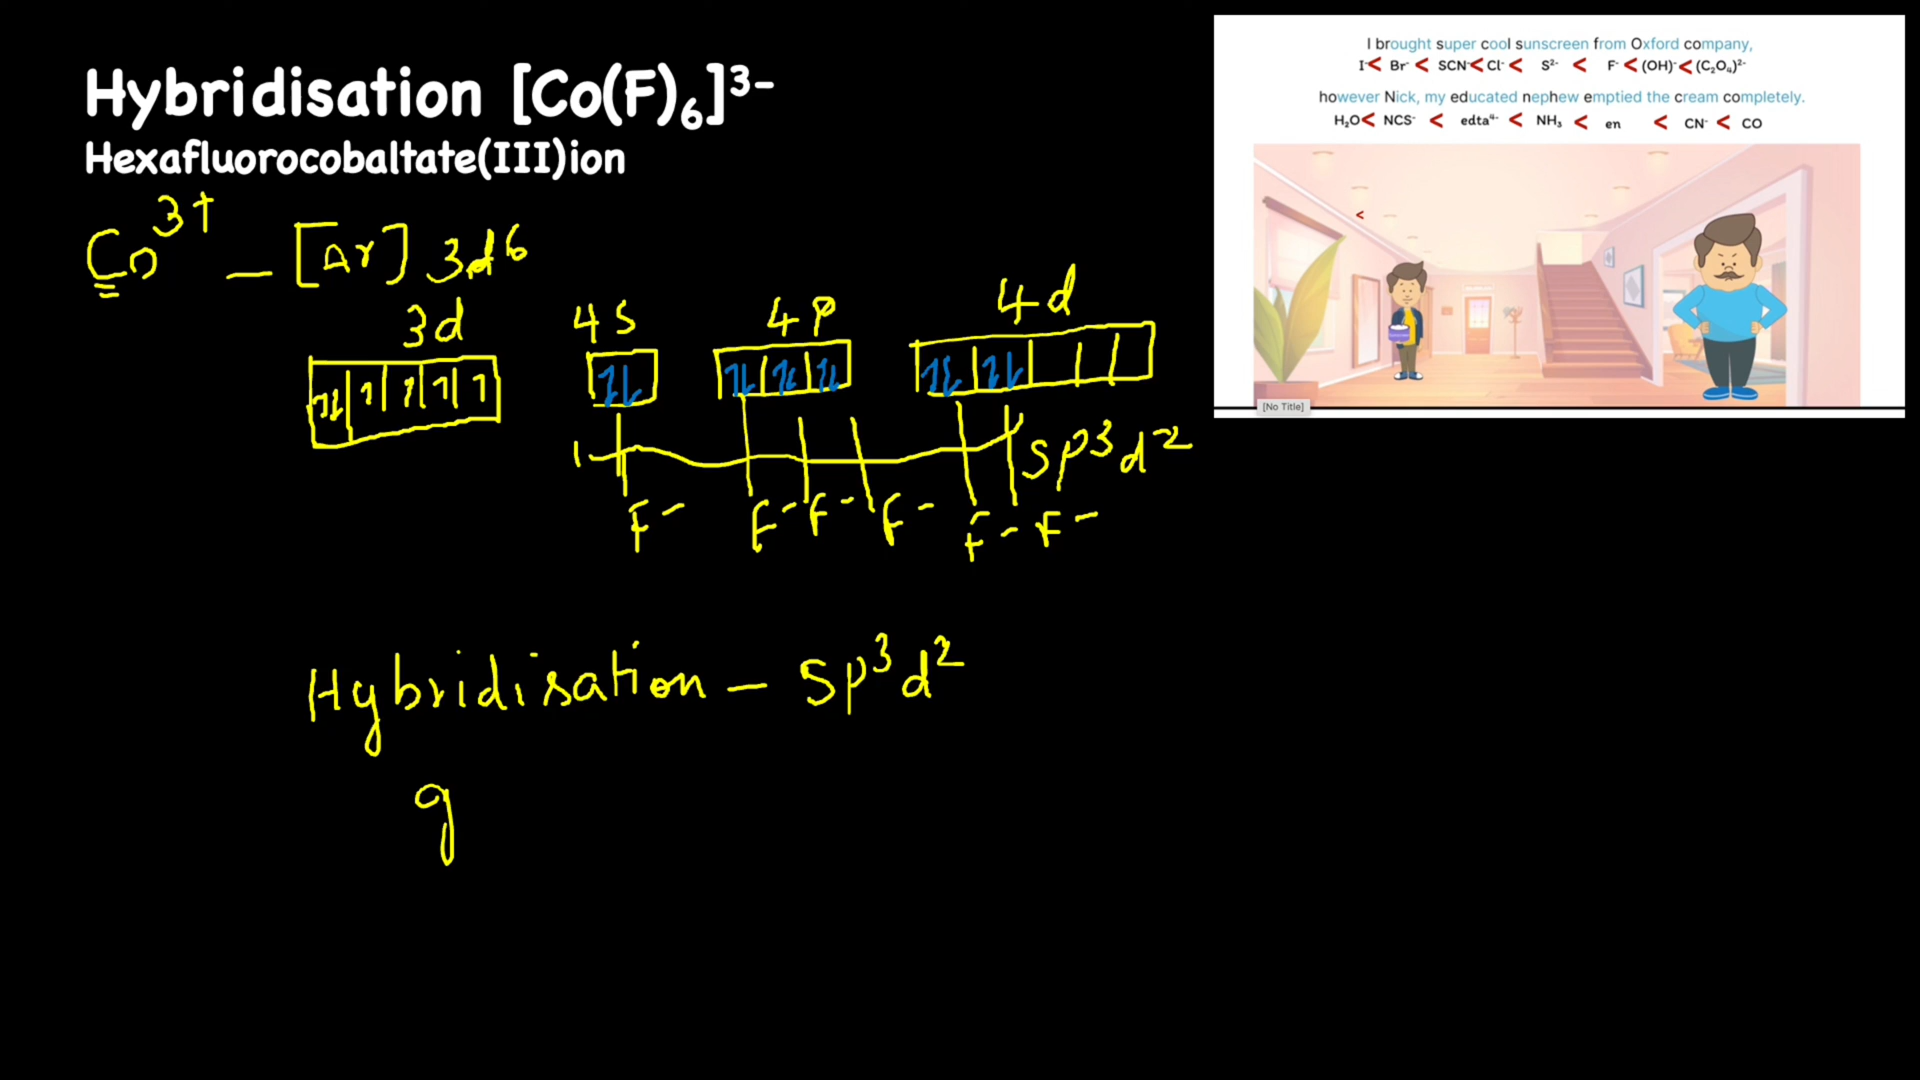 Hybridisation [Co(F)₆]³⁻
Hexafluorocobaltate(III)ion
Co³⁺ – [Ar] 3d⁶
3d 4s 4p 4d
sp³d²
F⁻ F⁻ F⁻ F⁻ F⁻ F⁻
Hybridisation – sp³d²
g
I brought super cool sunscreen from Oxford company,
I⁻ < Br⁻ < SCN⁻ < Cl⁻ < S²⁻ < F⁻ < (OH)⁻ < (C₂O₄)²⁻
however Nick, my educated nephew emptied the cream completely.
H₂O < NCS⁻ < edta⁴⁻ < NH₃ < en < CN⁻ < CO
<
[No Title]